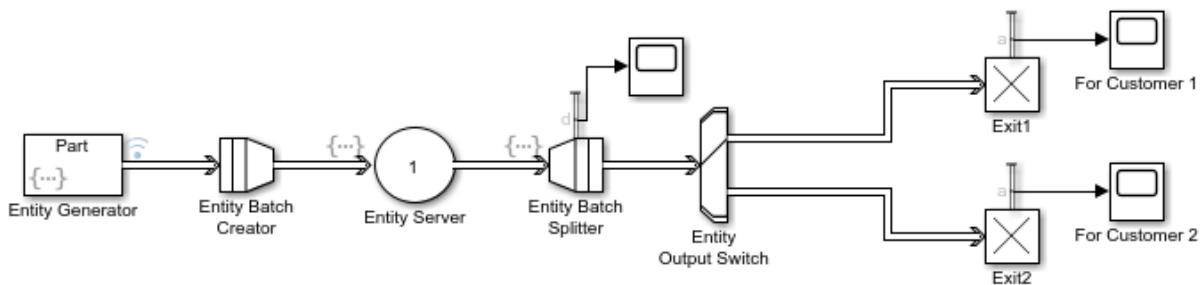 Part
{...}
Entity Generator
Entity Batch
Creator
{...}
1
Entity Server
{...}
d
Entity Batch
Splitter
Entity
Output Switch
a
Exit1
For Customer 1
a
Exit2
For Customer 2